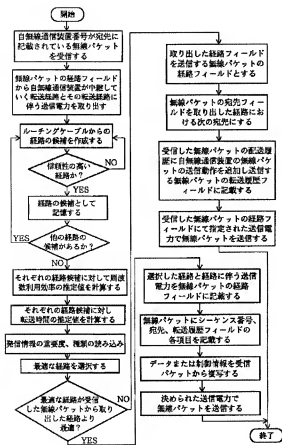 開始
自無線通信装置番号が宛先に
記載されている無線パケット
を受信する
無線パケットの経路フィールド
から自無線通信装置が中継して
いく転送経路とその転送経路に
伴う送信電力を取り出す
ルーチングテーブルからの
経路の候補を作成する
信頼性の高い
経路か?
NO
YES
経路の候補として
記憶する
他の経路の
候補があるか?
YES
NO
それぞれの経路候補に対して周波
数利用効率の推定値を計算する
それぞれの経路候補に対し
転送時間の推定値を計算する
発信情報の重要度、種類の読み込み
最適な経路を選択する
最適な経路が受信
した無線パケットから取り
出した経路より
最適?
NO
YES
取り出した経路フィールド
を送信する無線パケットの
経路フィールドとする
無線パケットの宛先フィー
ルドを取り出した経路にお
ける次の宛先にする
受信した無線パケットの配送履
歴に自無線通信装置の無線パケット
の送信動作を追加し送信す
る無線パケットの転送履歴フィ
ールドに記載する
受信した無線パケットの経路フ
ィールドにて指定された送信電
力で無線パケットを送信する
選択した経路と経路に伴う送信
電力を無線パケットの経路
フィールドに記載する
無線パケットにシーケンス番号、
宛先、転送履歴フィールドの
各項目を記載する
データまたは制御情報を受信
パケットから複写する
決められた送信電力で
無線パケットを送信する
終了